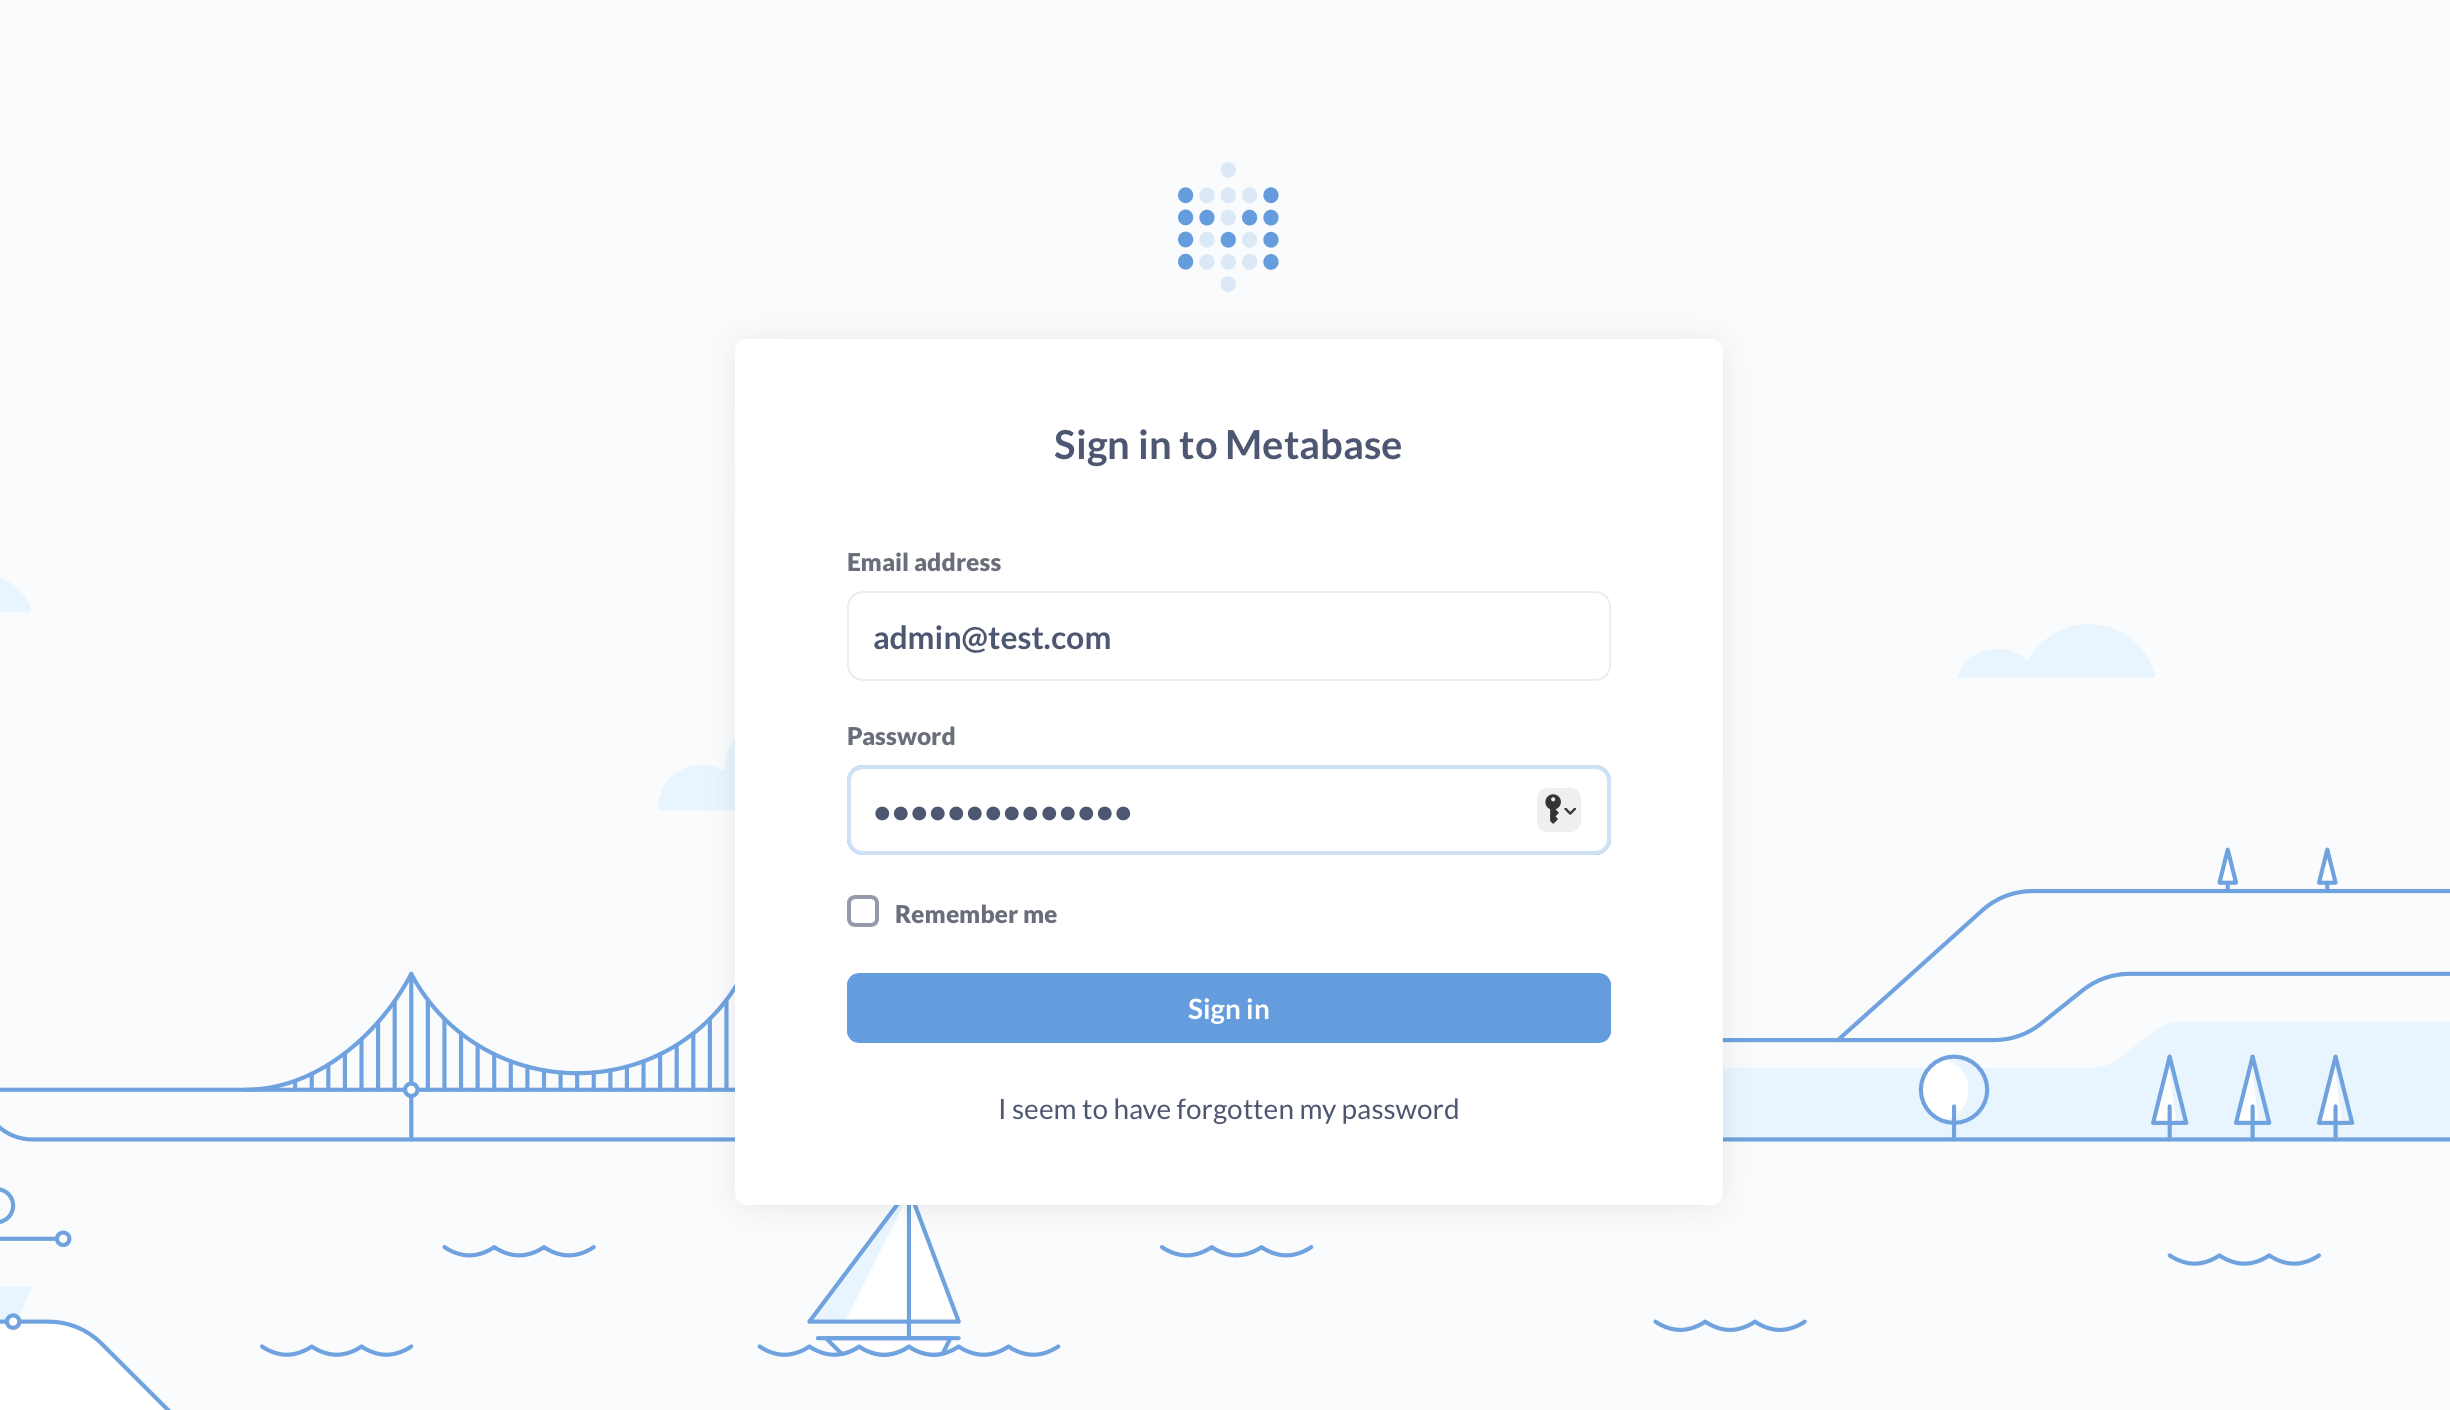 Sign in to Metabase
Email address
admin@test.com
Password
••••••••••••••
Remember me
Sign in
I seem to have forgotten my password